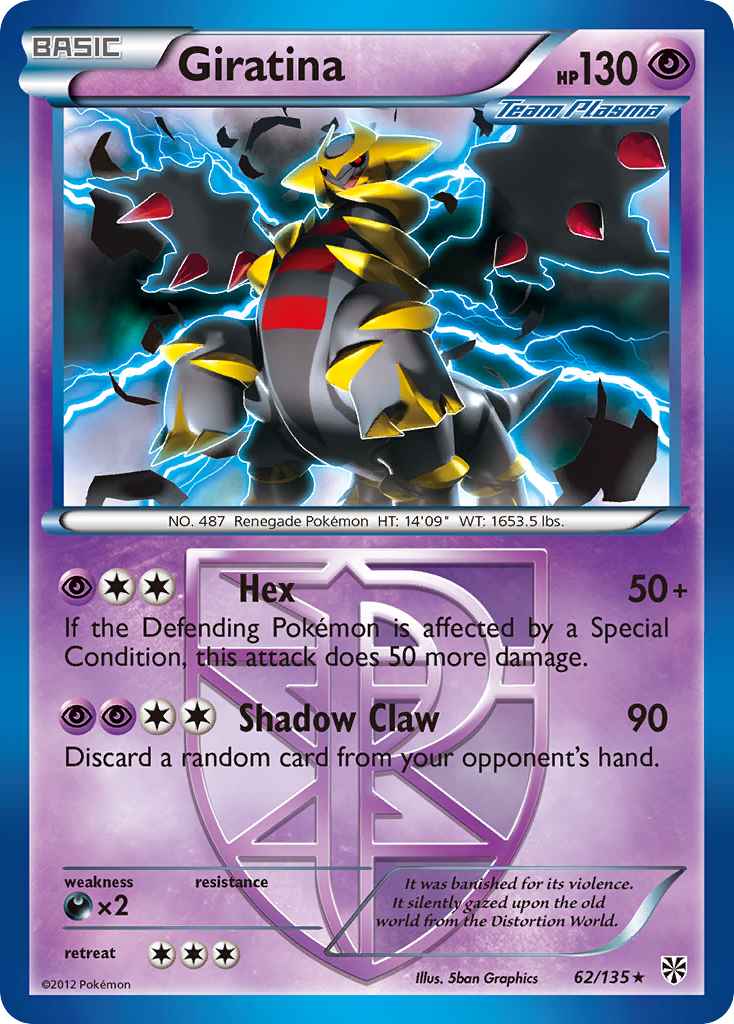 BASIC
Giratina
HP130
Team Plasma
NO. 487 Renegade Pokémon HT: 14'09" WT: 1653.5 lbs.
Hex 50+
If the Defending Pokémon is affected by a Special
Condition, this attack does 50 more damage.
Shadow Claw 90
Discard a random card from your opponent's hand.
weakness resistance
×2
It was banished for its violence.
It silently gazed upon the old
world from the Distortion World.
retreat
©2012 Pokémon
Illus. 5ban Graphics 62/135★